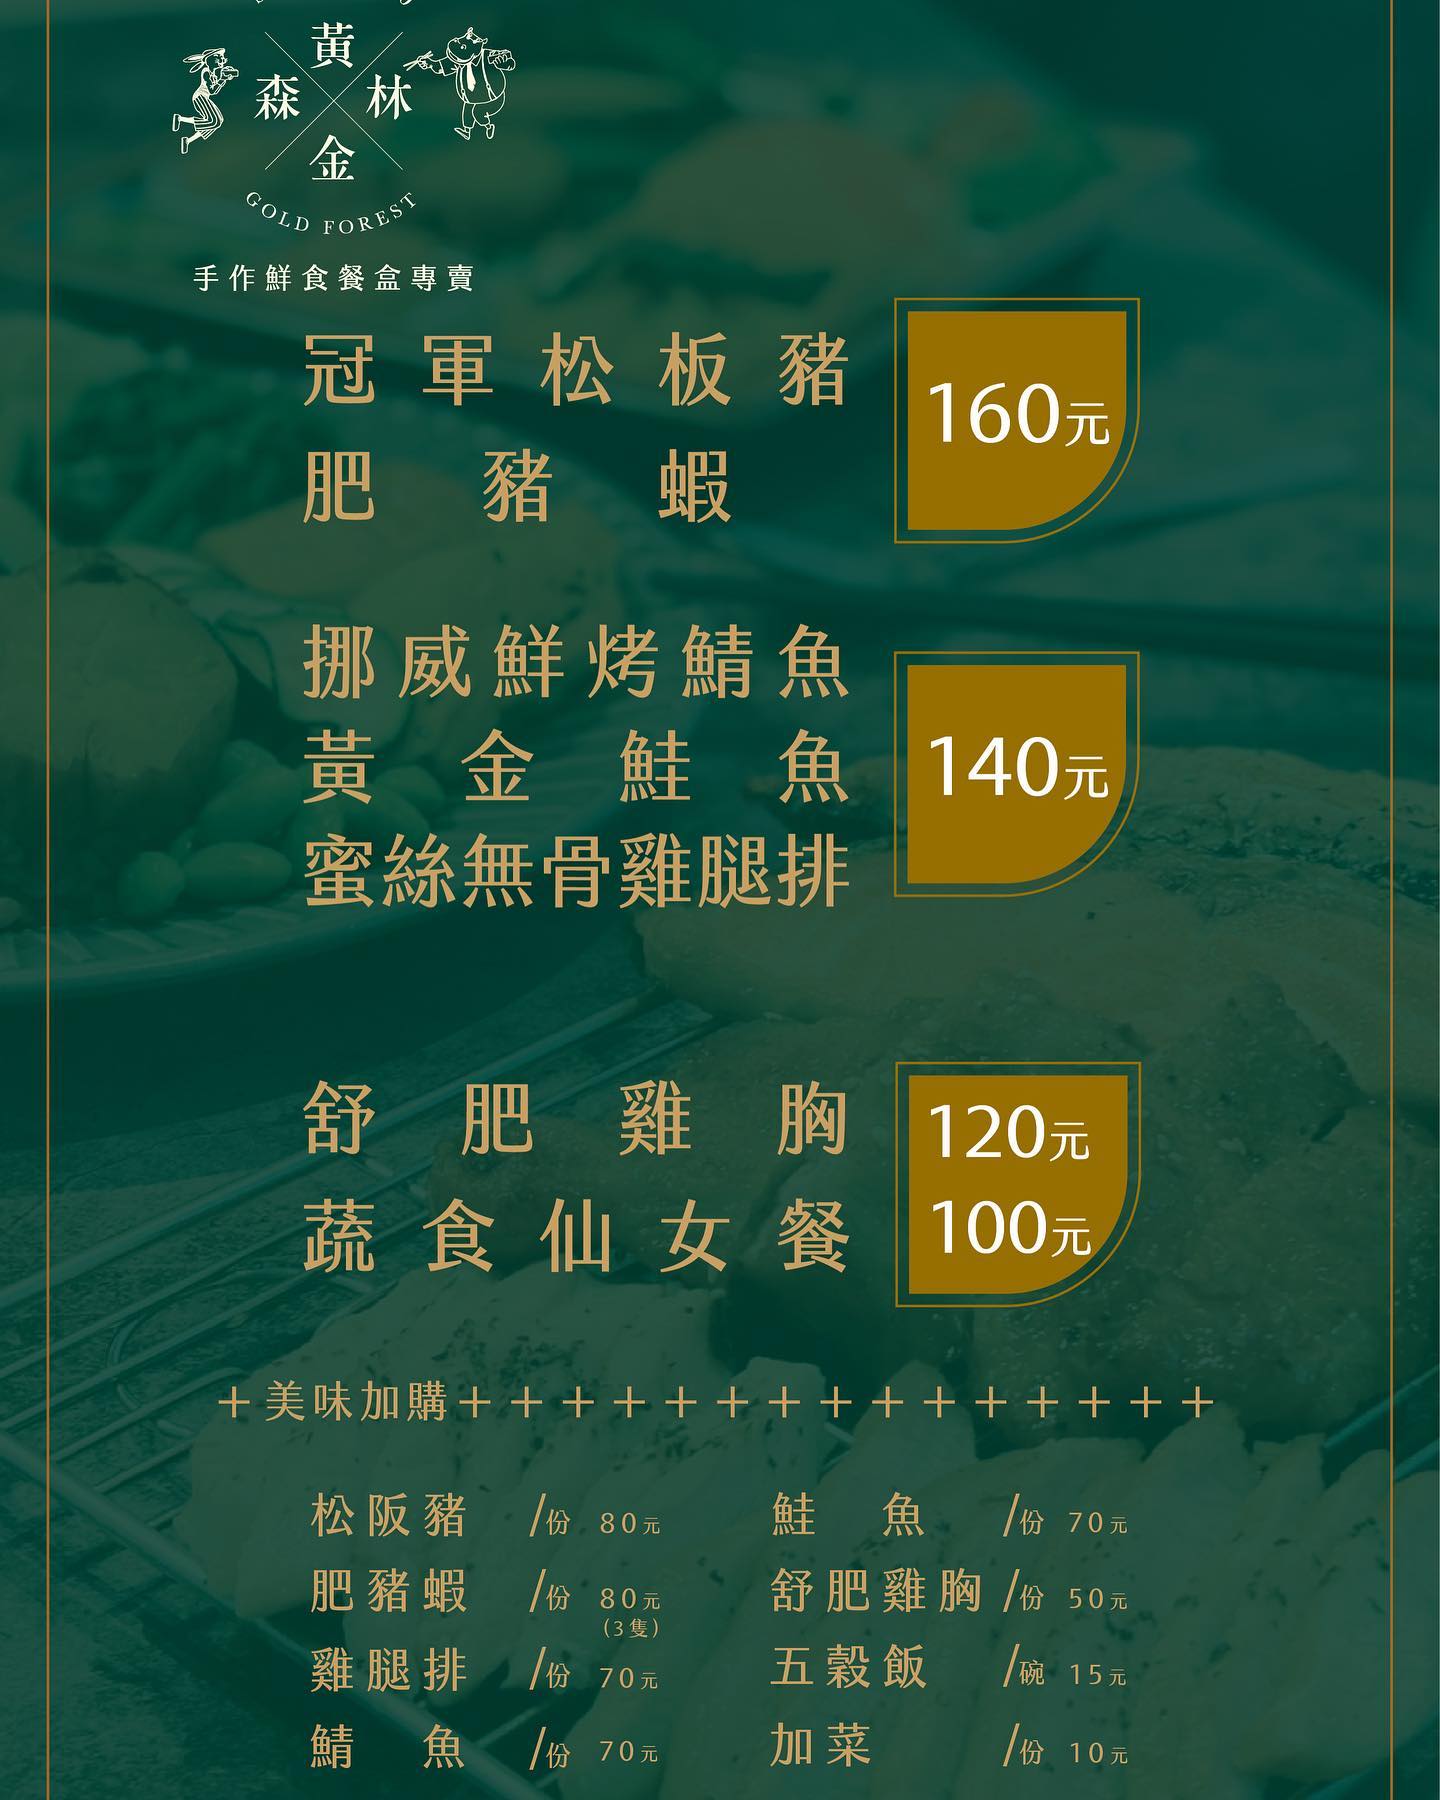 黃
森 林
金
GOLD FOREST
手作鮮食餐盒專賣
冠軍松板豬
肥豬蝦
160元
挪威鮮烤鯖魚
黃金鮭魚
蜜絲無骨雞腿排
140元
舒肥雞胸 120元
蔬食仙女餐 100元
+美味加購+++++++++++++++
松阪豬 /份 80元
肥豬蝦 /份 80元
(3隻)
雞腿排 /份 70元
鯖魚 /份 70元
鮭魚 /份 70元
舒肥雞胸 /份 50元
五穀飯 /碗 15元
加菜 /份 10元